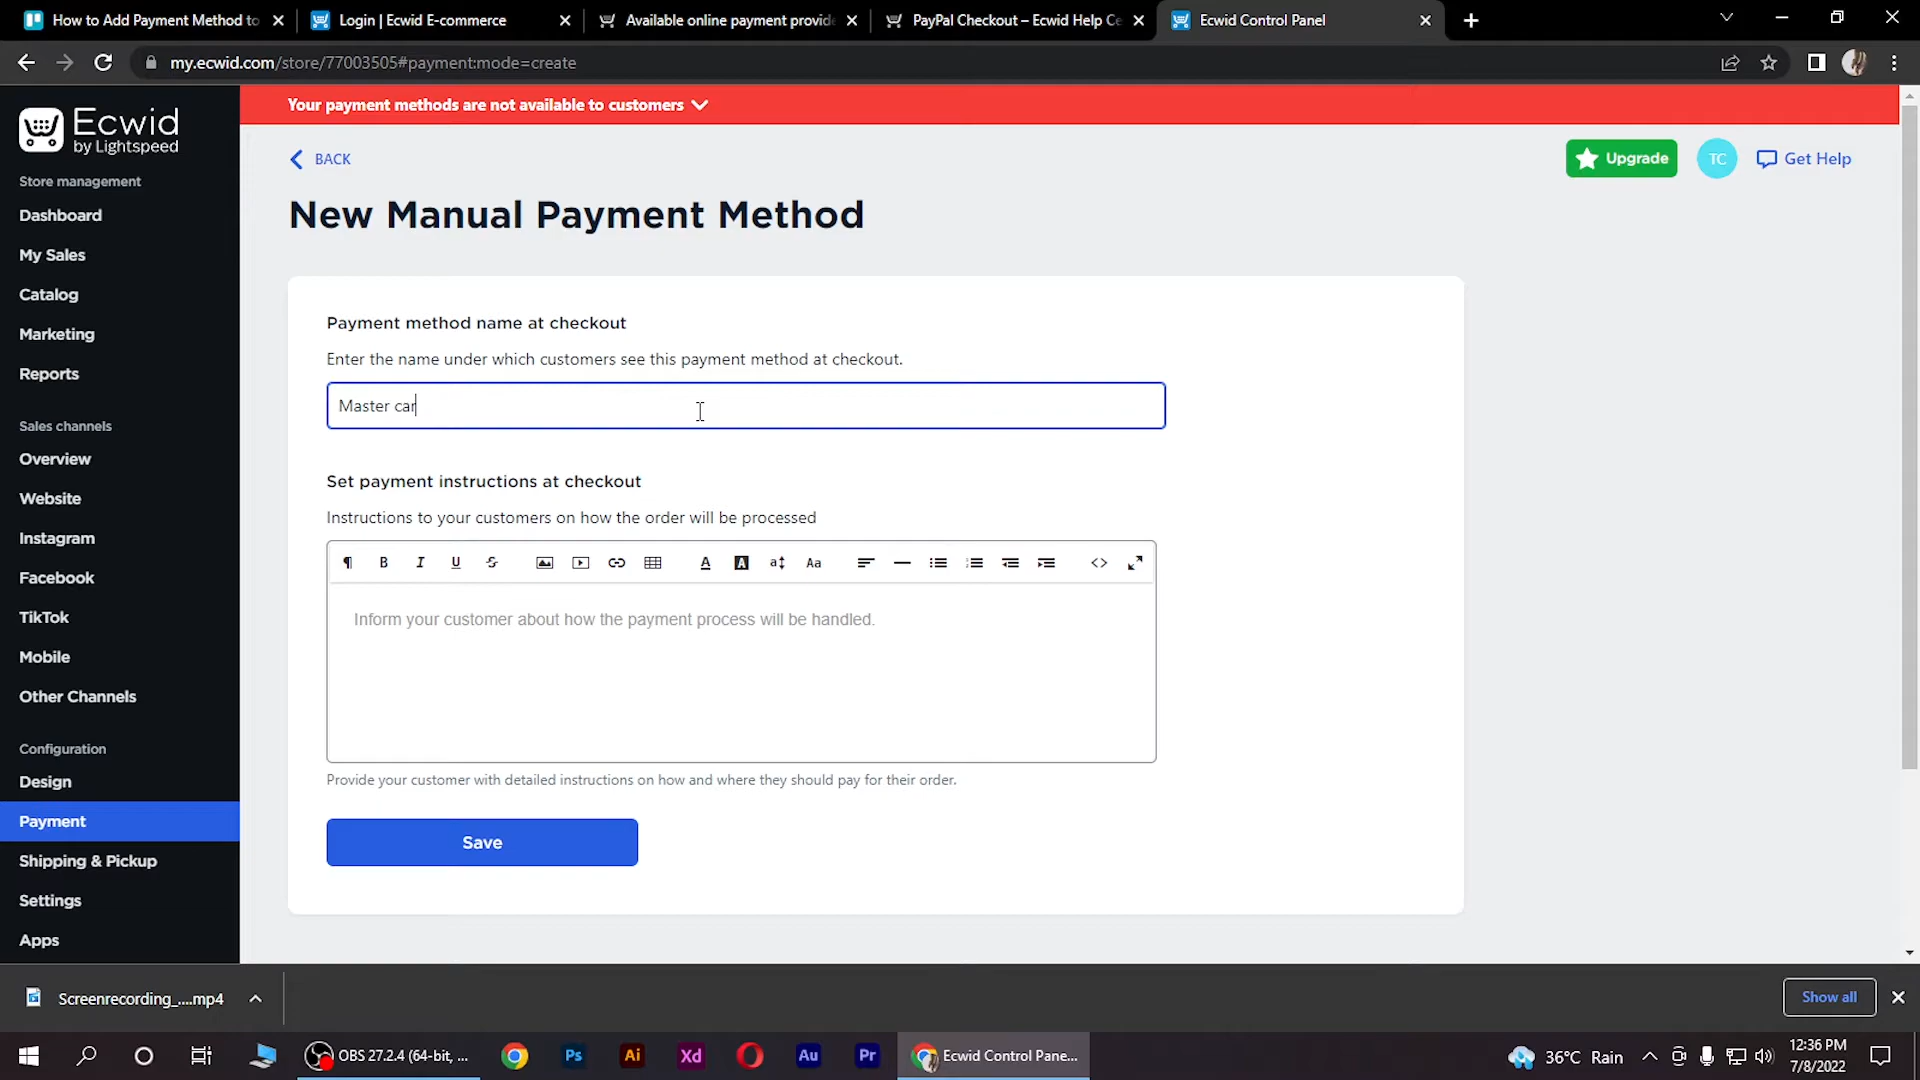 How to Add Payment Method to
Login | Ecwid E-commerce
Available online payment provide
PayPal Checkout – Ecwid Help Ce
Ecwid Control Panel
my.ecwid.com/store/77003505#payment:mode=create
Ecwid
by Lightspeed
Your payment methods are not available to customers
BACK
Upgrade
TC
Get Help
New Manual Payment Method
Store management
Dashboard
My Sales
Catalog
Marketing
Reports
Sales channels
Overview
Website
Instagram
Facebook
TikTok
Mobile
Other Channels
Configuration
Design
Payment
Shipping & Pickup
Settings
Apps
Payment method name at checkout
Enter the name under which customers see this payment method at checkout.
Master car
Set payment instructions at checkout
Instructions to your customers on how the order will be processed
¶ B I U S A A a Aa <>
Inform your customer about how the payment process will be handled.
Provide your customer with detailed instructions on how and where they should pay for their order.
Save
Screenrecording_....mp4
Show all
OBS 27.2.4 (64-bit, ...
Ps
Ai
Xd
Au
Pr
Ecwid Control Pane...
36°C Rain
12:36 PM
7/8/2022